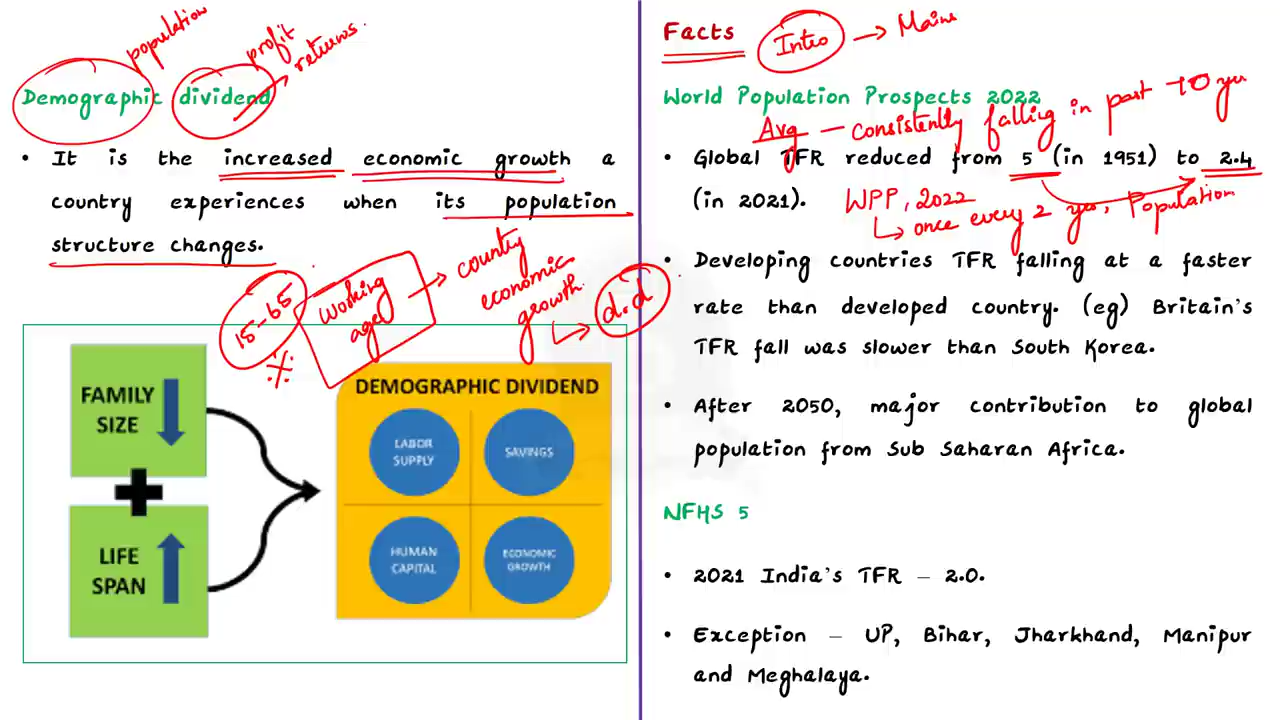 population
profit
returns
Demographic dividend
• It is the increased economic growth a
country experiences when its population
structure changes.
15-65
working
age
country
economic
growth
d.d
FAMILY
SIZE
LIFE
SPAN
DEMOGRAPHIC DIVIDEND
LABOR
SUPPLY
SAVINGS
HUMAN
CAPITAL
ECONOMIC
GROWTH
Facts
Intro → Mains
World Population Prospects 2022
Avg - consistently falling in past 70 yrs
• Global TFR reduced from 5 (in 1951) to 2.4
(in 2021).
WPP, 2022
once every 2 yrs, Population
• Developing countries TFR falling at a faster
rate than developed country. (eg) Britain's
TFR fall was slower than South Korea.
• After 2050, major contribution to global
population from Sub Saharan Africa.
NFHS 5
• 2021 India's TFR – 2.0.
• Exception – UP, Bihar, Jharkhand, Manipur
and Meghalaya.